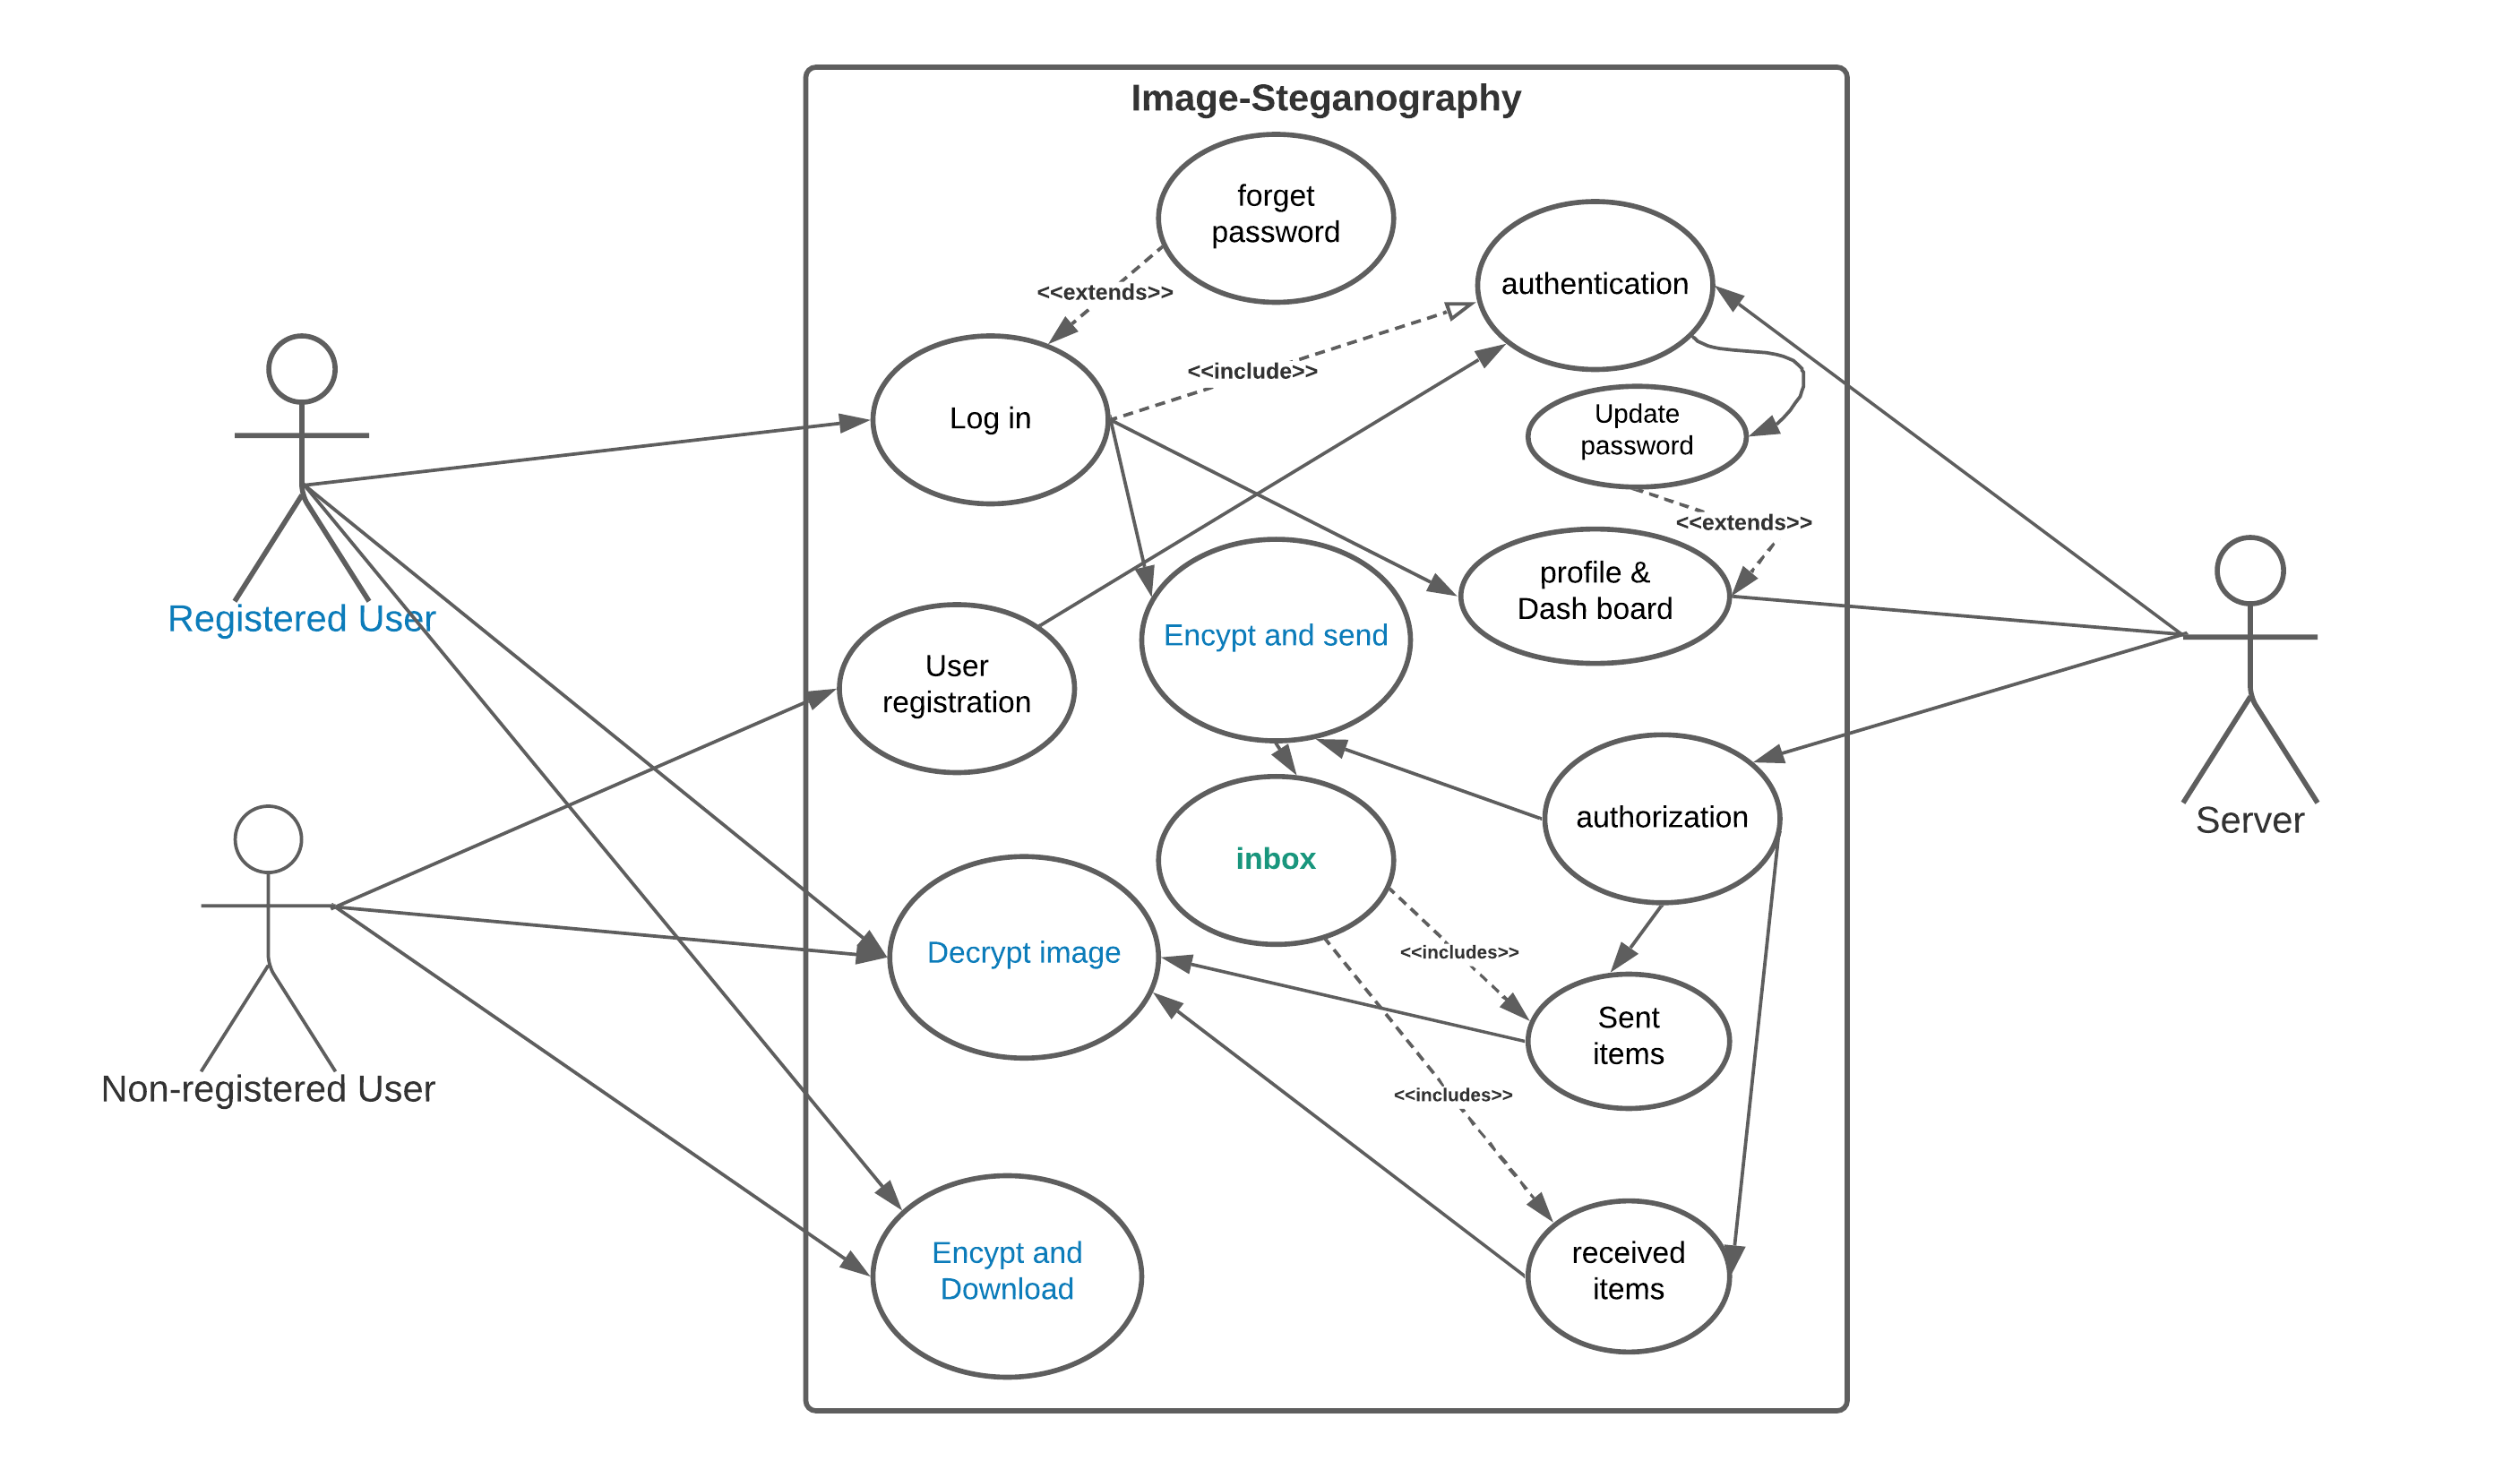 Image-Steganography
forget
password
authentication
<<extends>>
<<include>>
Log in
Update
password
<<extends>>
profile &
Dash board
Registered User
Encypt and send
User
registration
authorization
Server
inbox
Decrypt image
<<includes>>
Sent
items
Non-registered User
<<includes>>
Encypt and
Download
received
items